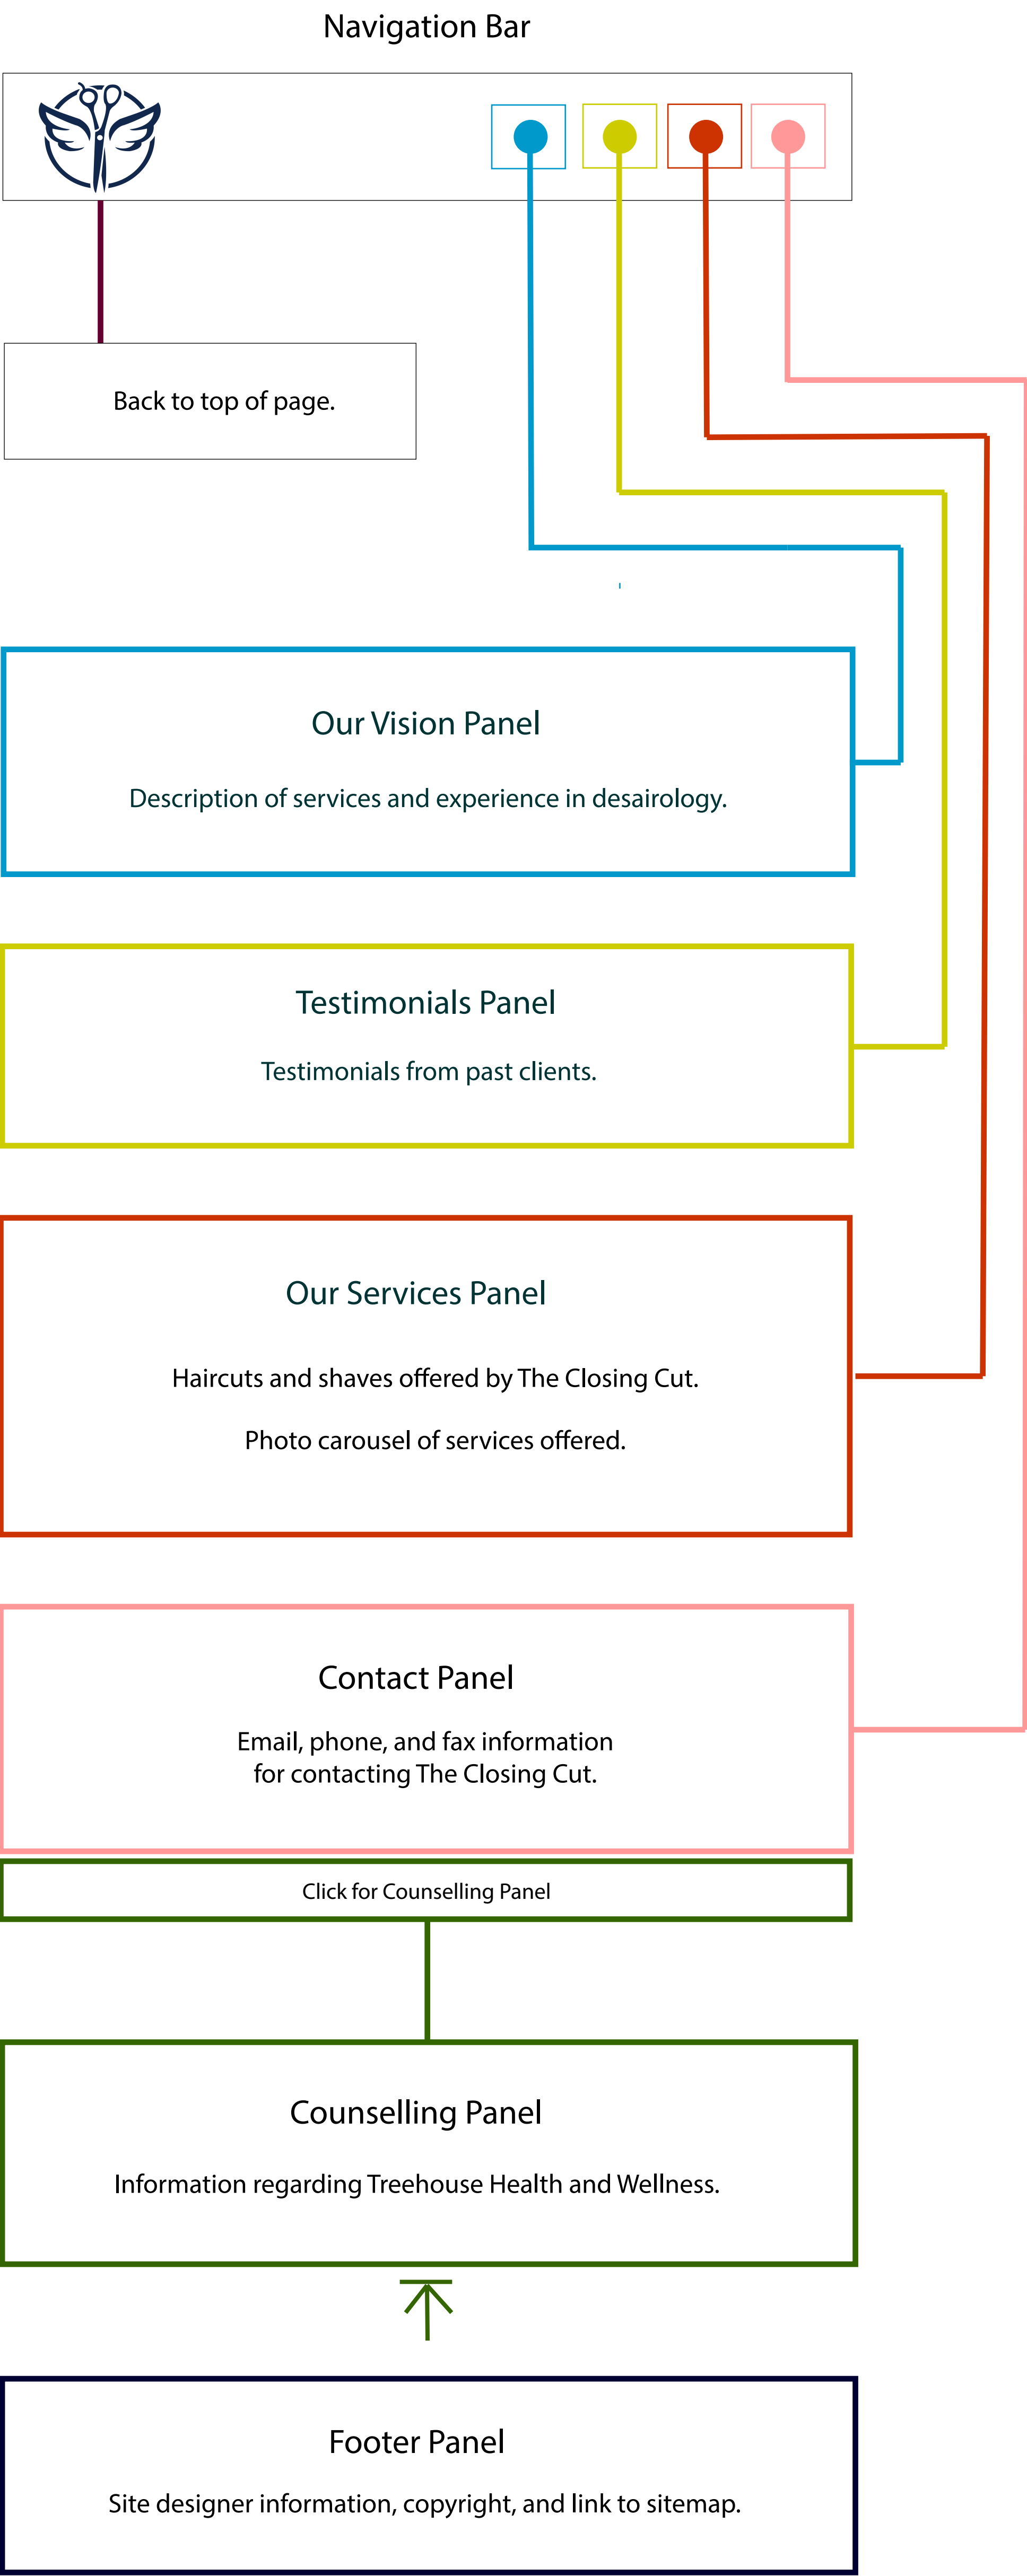 Navigation Bar
Back to top of page.
Our Vision Panel
Description of services and experience in desairology.
Testimonials Panel
Testimonials from past clients.
Our Services Panel
Haircuts and shaves offered by The Closing Cut.
Photo carousel of services offered.
Contact Panel
Email, phone, and fax information
for contacting The Closing Cut.
Click for Counselling Panel
Counselling Panel
Information regarding Treehouse Health and Wellness.
Footer Panel
Site designer information, copyright, and link to sitemap.